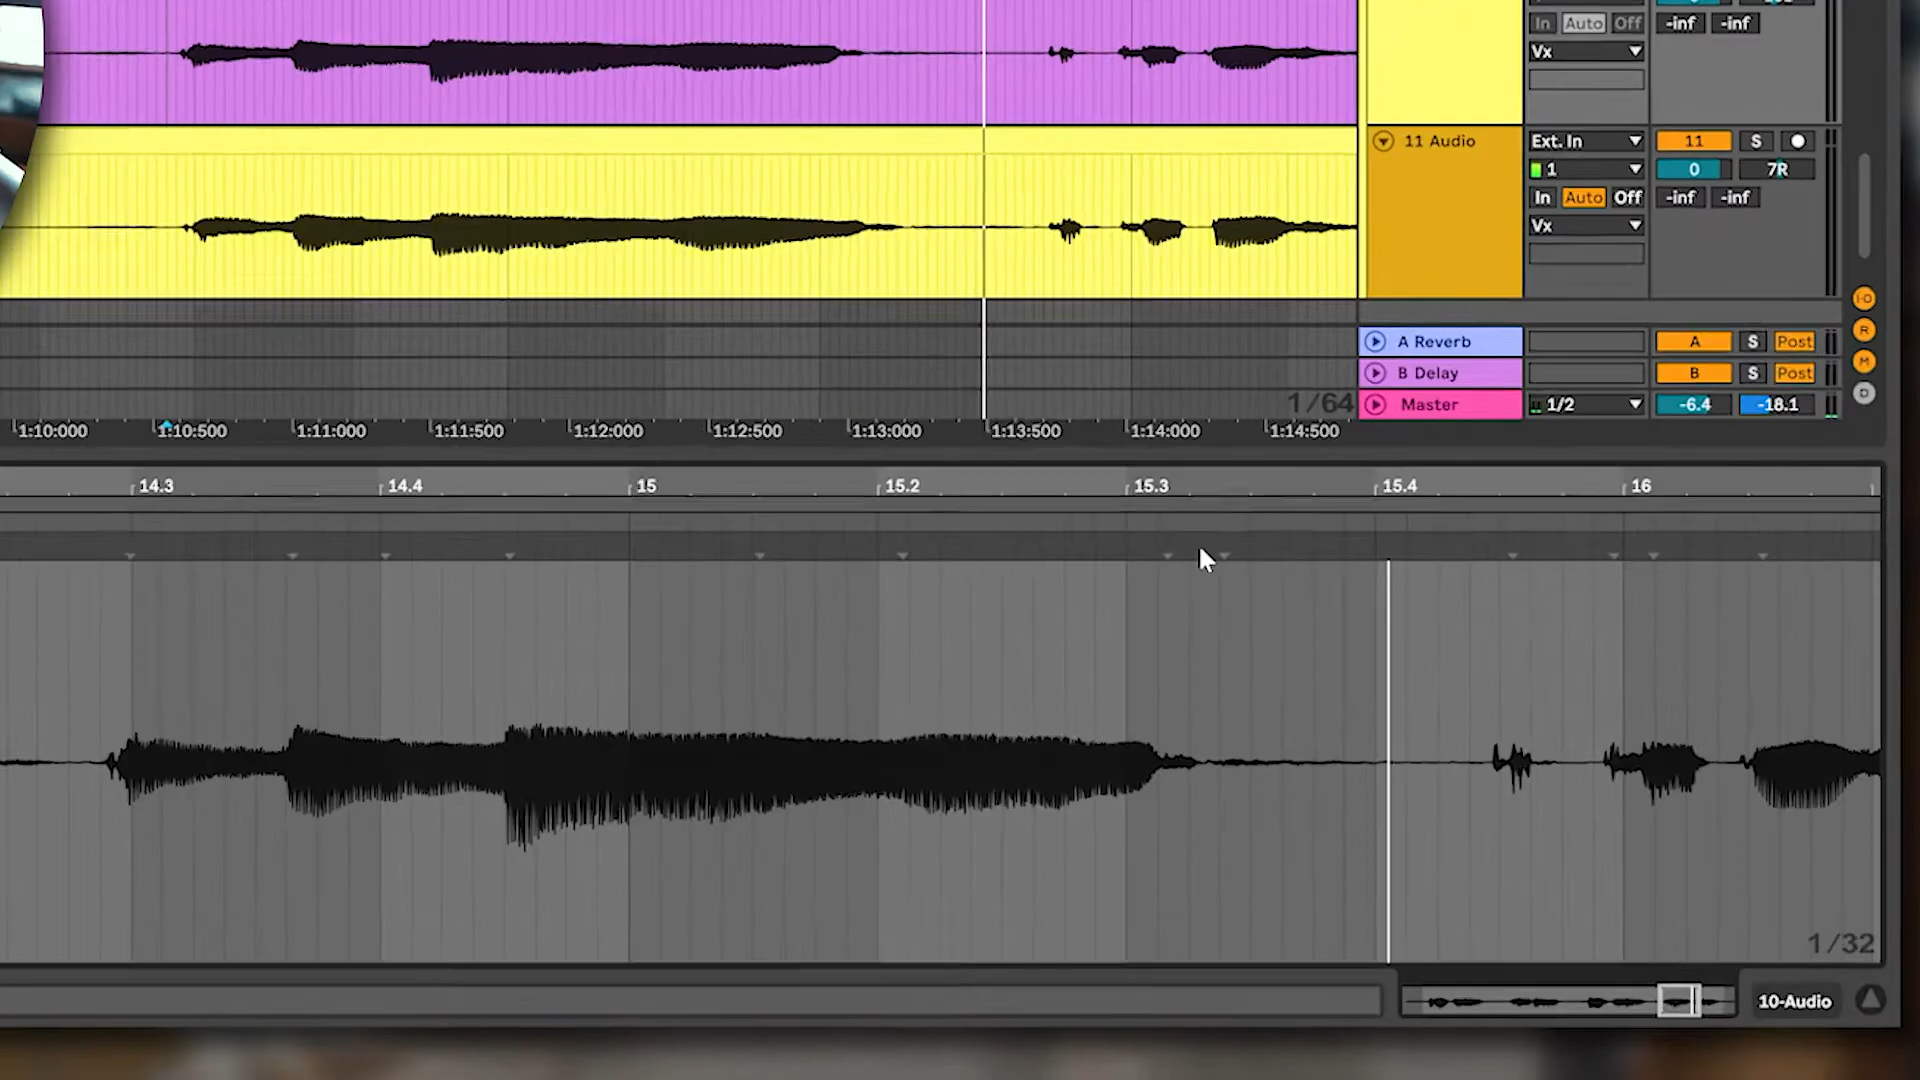 In Auto Off -inf -inf
Vx
11 Audio Ext. In 11 S
1 0 7R
In Auto Off -inf -inf
Vx
I·O
A Reverb A S Post
R
B Delay B S Post
M
D
1/64 Master 1/2 -6.4 -18.1
1:10:000 1:10:500 1:11:000 1:11:500 1:12:000 1:12:500 1:13:000 1:13:500 1:14:000 1:14:500
14.3 14.4 15 15.2 15.3 15.4 16
1/32
10-Audio